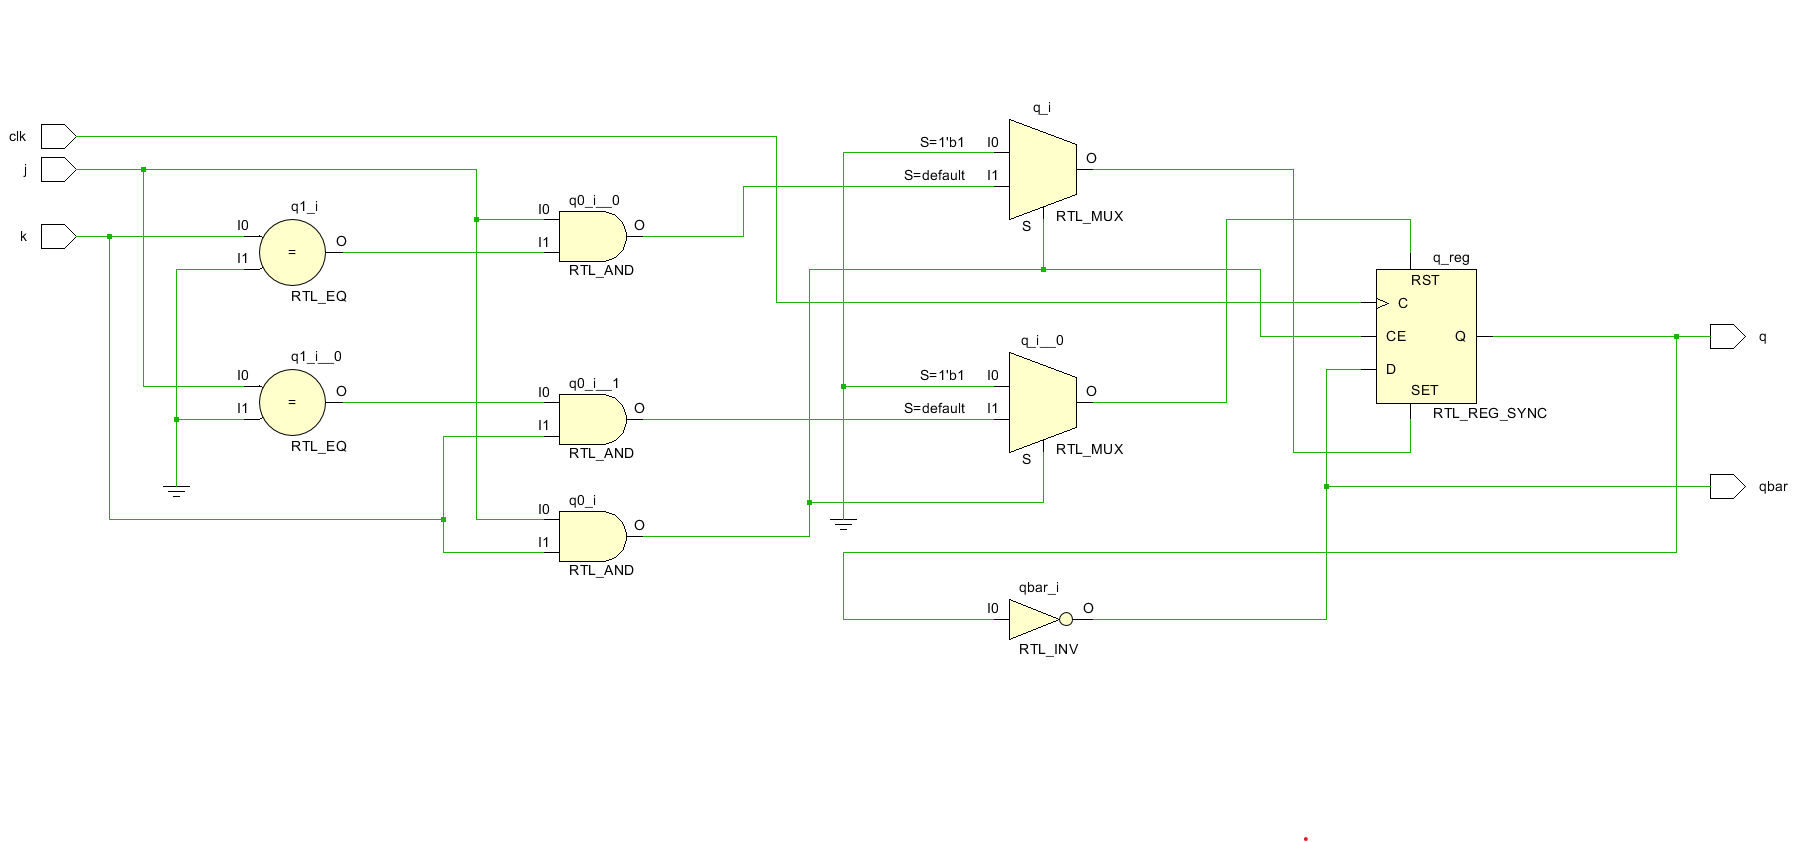 q_i
clk
S=1'b1 I0
j
O
S=default I1
q1_i
q0_i__0
I0
O
S
RTL_MUX
k
I0
O
I1
I1
RTL_AND
RTL_EQ
q_reg
RST
C
CE
Q
q
D
SET
RTL_REG_SYNC
q_i__0
S=1'b1 I0
O
S=default I1
S
RTL_MUX
q1_i__0
I0
=
O
I1
=
RTL_EQ
q0_i__1
I0
O
I1
RTL_AND
q0_i
I0
O
I1
RTL_AND
qbar
qbar_i
I0
O
RTL_INV